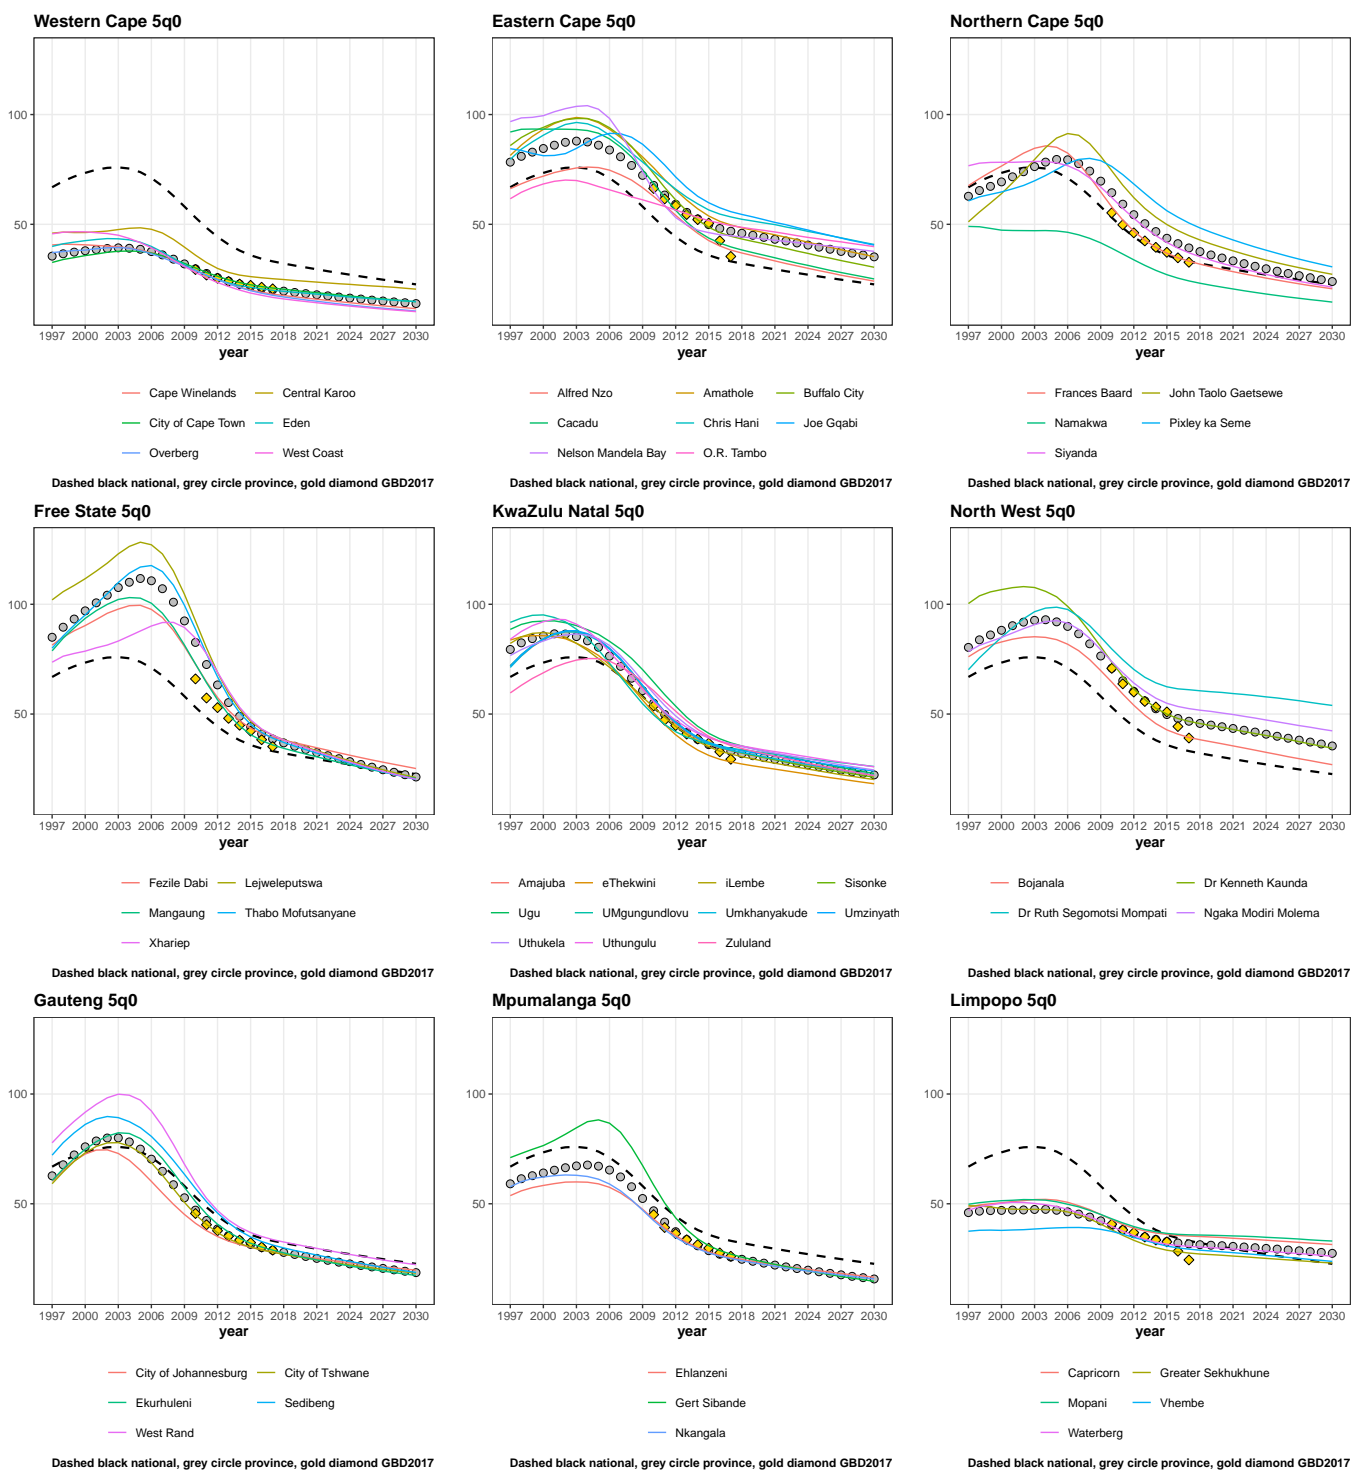 Western Cape 5q0
Eastern Cape 5q0
Northern Cape 5q0
100
50
1997 2000 2003 2006 2009 2012 2015 2018 2021 2024 2027 2030
year
100
50
1997 2000 2003 2006 2009 2012 2015 2018 2021 2024 2027 2030
year
100
50
1997 2000 2003 2006 2009 2012 2015 2018 2021 2024 2027 2030
year
Cape Winelands Central Karoo
City of Cape Town Eden
Overberg West Coast
Alfred Nzo Amathole Buffalo City
Cacadu Chris Hani Joe Gqabi
Nelson Mandela Bay O.R. Tambo
Frances Baard John Taolo Gaetsewe
Namakwa Pixley ka Seme
Siyanda
Dashed black national, grey circle province, gold diamond GBD2017
Dashed black national, grey circle province, gold diamond GBD2017
Dashed black national, grey circle province, gold diamond GBD2017
Free State 5q0
KwaZulu Natal 5q0
North West 5q0
100
50
1997 2000 2003 2006 2009 2012 2015 2018 2021 2024 2027 2030
year
100
50
1997 2000 2003 2006 2009 2012 2015 2018 2021 2024 2027 2030
year
100
50
1997 2000 2003 2006 2009 2012 2015 2018 2021 2024 2027 2030
year
Fezile Dabi Lejweleputswa
Mangaung Thabo Mofutsanyane
Xhariep
Amajuba eThekwini iLembe Sisonke
Ugu UMgungundlovu Umkhanyakude Umzinyath
Uthukela Uthungulu Zululand
Bojanala Dr Kenneth Kaunda
Dr Ruth Segomotsi Mompati Ngaka Modiri Molema
Dashed black national, grey circle province, gold diamond GBD2017
Dashed black national, grey circle province, gold diamond GBD2017
Dashed black national, grey circle province, gold diamond GBD2017
Gauteng 5q0
Mpumalanga 5q0
Limpopo 5q0
100
50
1997 2000 2003 2006 2009 2012 2015 2018 2021 2024 2027 2030
year
100
50
1997 2000 2003 2006 2009 2012 2015 2018 2021 2024 2027 2030
year
100
50
1997 2000 2003 2006 2009 2012 2015 2018 2021 2024 2027 2030
year
City of Johannesburg City of Tshwane
Ekurhuleni Sedibeng
West Rand
Ehlanzeni
Gert Sibande
Nkangala
Capricorn Greater Sekhukhune
Mopani Vhembe
Waterberg
Dashed black national, grey circle province, gold diamond GBD2017
Dashed black national, grey circle province, gold diamond GBD2017
Dashed black national, grey circle province, gold diamond GBD2017